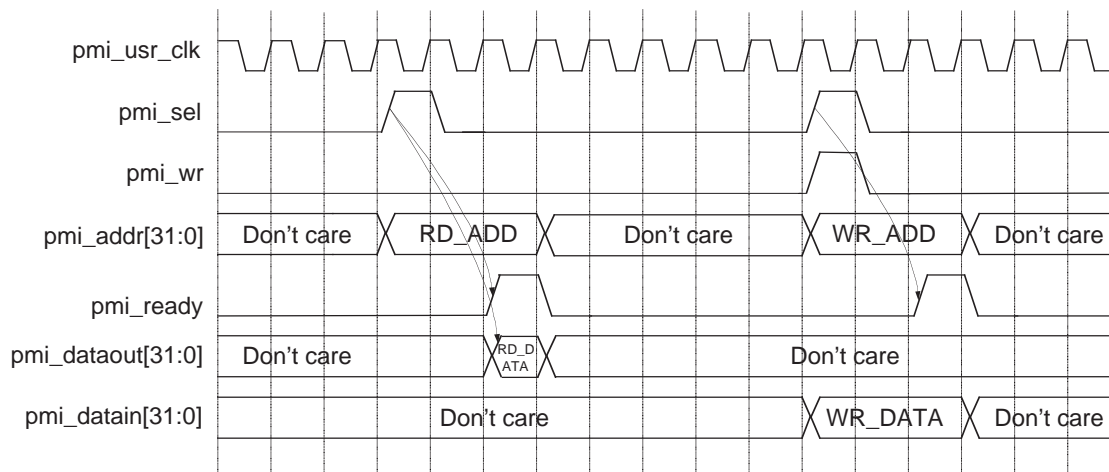 pmi_usr_clk
pmi_sel
pmi_wr
pmi_addr[31:0] Don't care RD_ADD Don't care WR_ADD Don't care
pmi_ready
pmi_dataout[31:0] Don't care RD_D Don't care
ATA
pmi_datain[31:0] Don't care WR_DATA Don't care